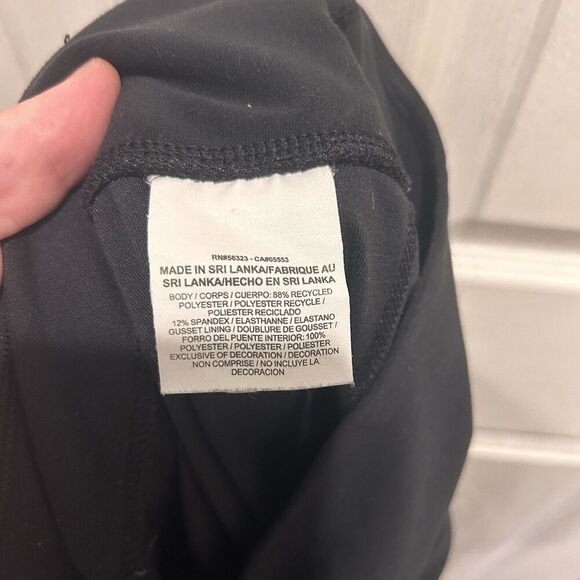 RN#56323 - CA#05553
MADE IN SRI LANKA/FABRIQUE AU
SRI LANKA/HECHO EN SRI LANKA
BODY / CORPS / CUERPO: 88% RECYCLED
POLYESTER / POLYESTER RECYCLE /
POLIESTER RECICLADO
12% SPANDEX / ELASTHANNE / ELASTANO
GUSSET LINING / DOUBLURE DE GOUSSET /
FORRO DEL PUENTE INTERIOR: 100%
POLYESTER / POLYESTER / POLIESTER
EXCLUSIVE OF DECORATION / DECORATION
NON COMPRISE / NO INCLUYE LA
DECORACION